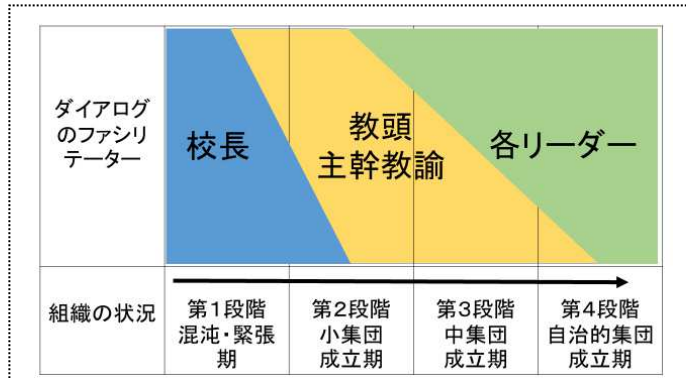 ダイアログ
のファシリ
テーター
校長
教頭
主幹教諭
各リーダー
組織の状況
第1段階
混沌・緊張
期
第2段階
小集団
成立期
第3段階
中集団
成立期
第4段階
自治的集団
成立期